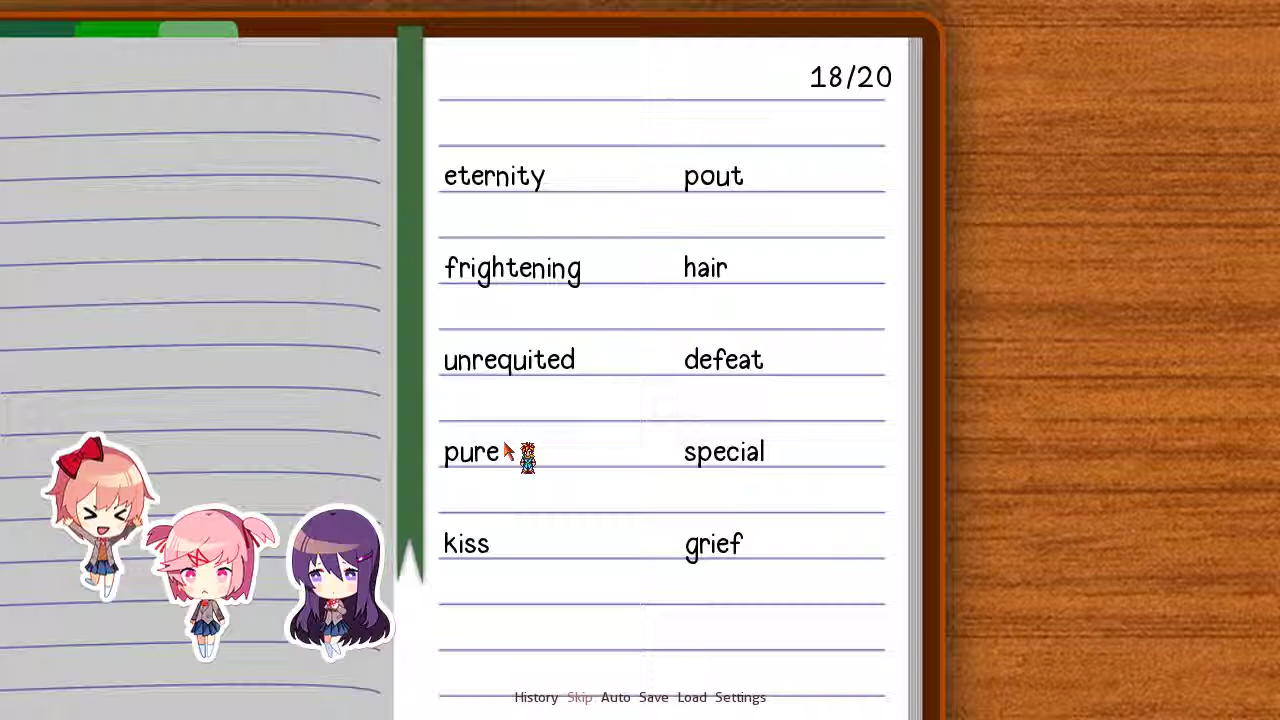 18/20
eternity pout
frightening hair
unrequited defeat
pure special
kiss grief
History Skip Auto Save Load Settings